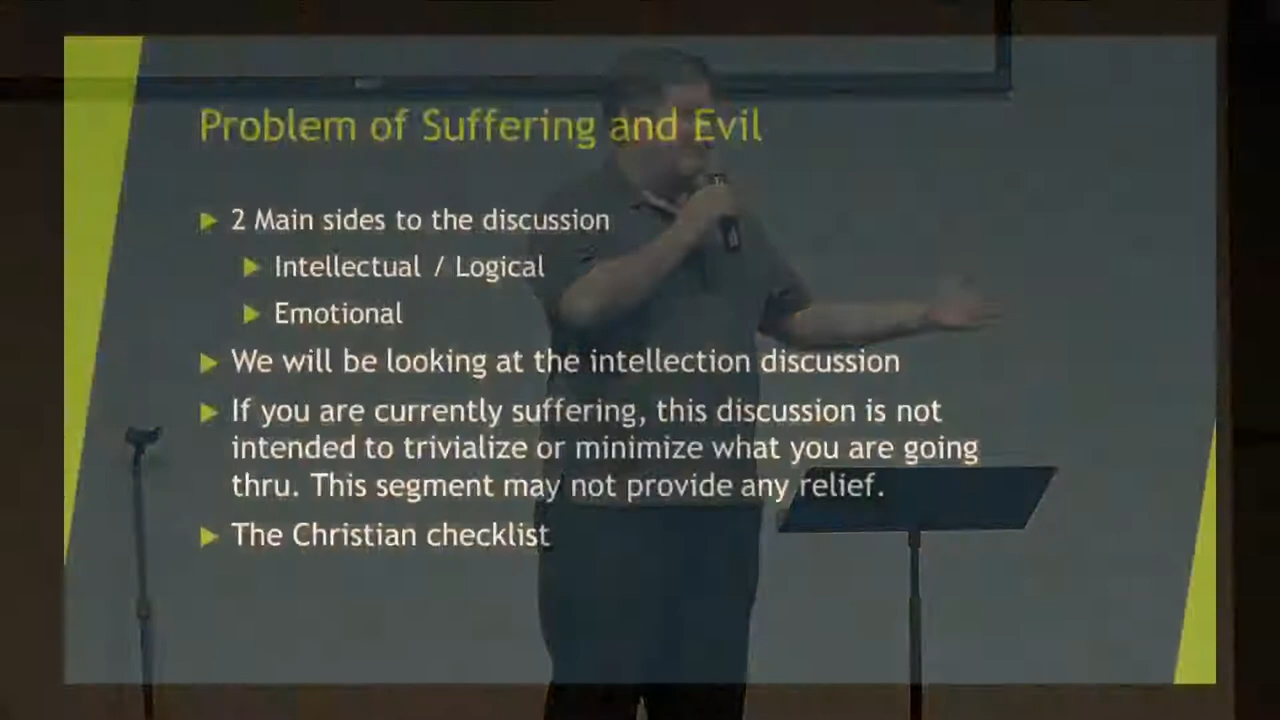 Problem of Suffering and Evil
2 Main sides to the discussion
Intellectual / Logical
Emotional
We will be looking at the intellection discussion
If you are currently suffering, this discussion is not
intended to trivialize or minimize what you are going
thru. This segment may not provide any relief.
The Christian checklist